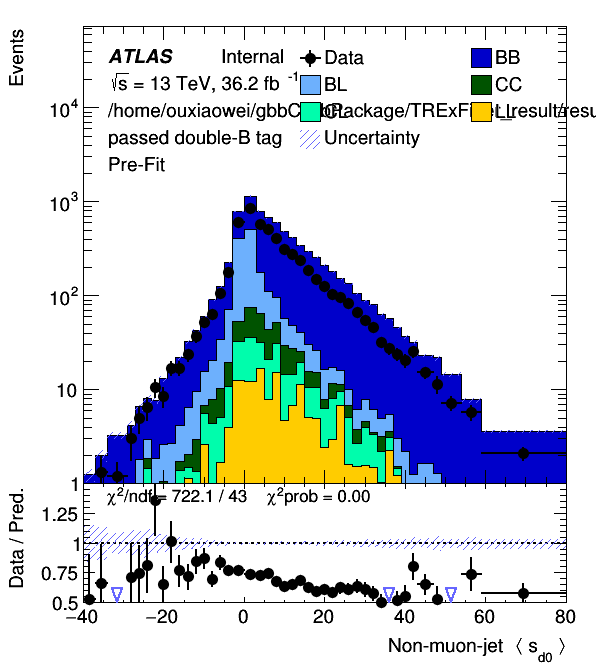 Events
ATLAS Internal
√s = 13 TeV, 36.2 fb⁻¹
passed double-B tag
Pre-Fit
Data
BB
BL
CC
CL
LL
Uncertainty
10⁴
10³
10²
10
1
χ²/ndf = 722.1 / 43 χ²prob = 0.00
Data / Pred.
1.25
1
0.75
0.5
−40 −20 0 20 40 60 80
Non-muon-jet ⟨ s_d0 ⟩